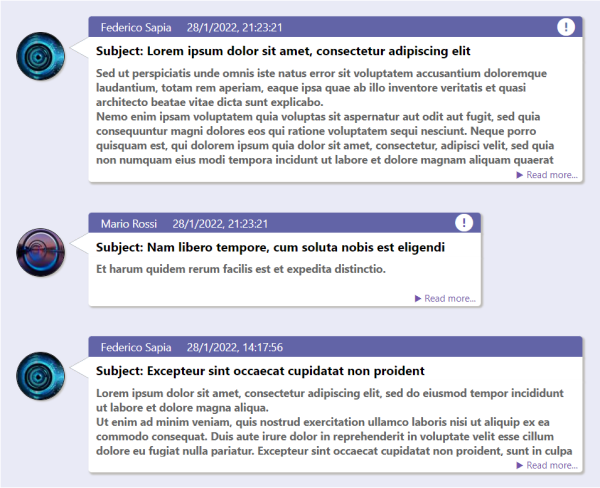 Federico Sapia 28/1/2022, 21:23:21
Subject: Lorem ipsum dolor sit amet, consectetur adipiscing elit
Sed ut perspiciatis unde omnis iste natus error sit voluptatem accusantium doloremque
laudantium, totam rem aperiam, eaque ipsa quae ab illo inventore veritatis et quasi
architecto beatae vitae dicta sunt explicabo.
Nemo enim ipsam voluptatem quia voluptas sit aspernatur aut odit aut fugit, sed quia
consequuntur magni dolores eos qui ratione voluptatem sequi nesciunt. Neque porro
quisquam est, qui dolorem ipsum quia dolor sit amet, consectetur, adipisci velit, sed quia
non numquam eius modi tempora incidunt ut labore et dolore magnam aliquam quaerat
▶ Read more...
Mario Rossi 28/1/2022, 21:23:21
Subject: Nam libero tempore, cum soluta nobis est eligendi
Et harum quidem rerum facilis est et expedita distinctio.
▶ Read more...
Federico Sapia 28/1/2022, 14:17:56
Subject: Excepteur sint occaecat cupidatat non proident
Lorem ipsum dolor sit amet, consectetur adipiscing elit, sed do eiusmod tempor incididunt
ut labore et dolore magna aliqua.
Ut enim ad minim veniam, quis nostrud exercitation ullamco laboris nisi ut aliquip ex ea
commodo consequat. Duis aute irure dolor in reprehenderit in voluptate velit esse cillum
dolore eu fugiat nulla pariatur. Excepteur sint occaecat cupidatat non proident, sunt in culpa
▶ Read more...